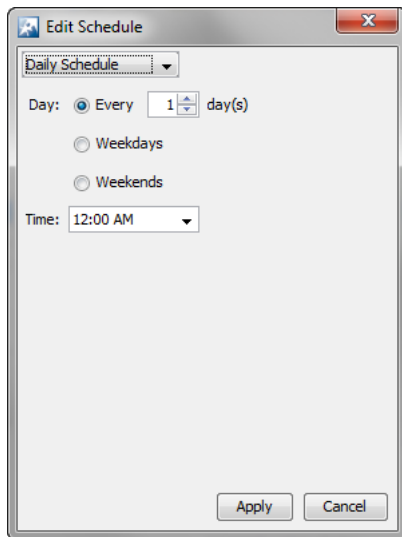 Edit Schedule
Daily Schedule
Day: Every 1 day(s)
Weekdays
Weekends
Time: 12:00 AM
Apply Cancel